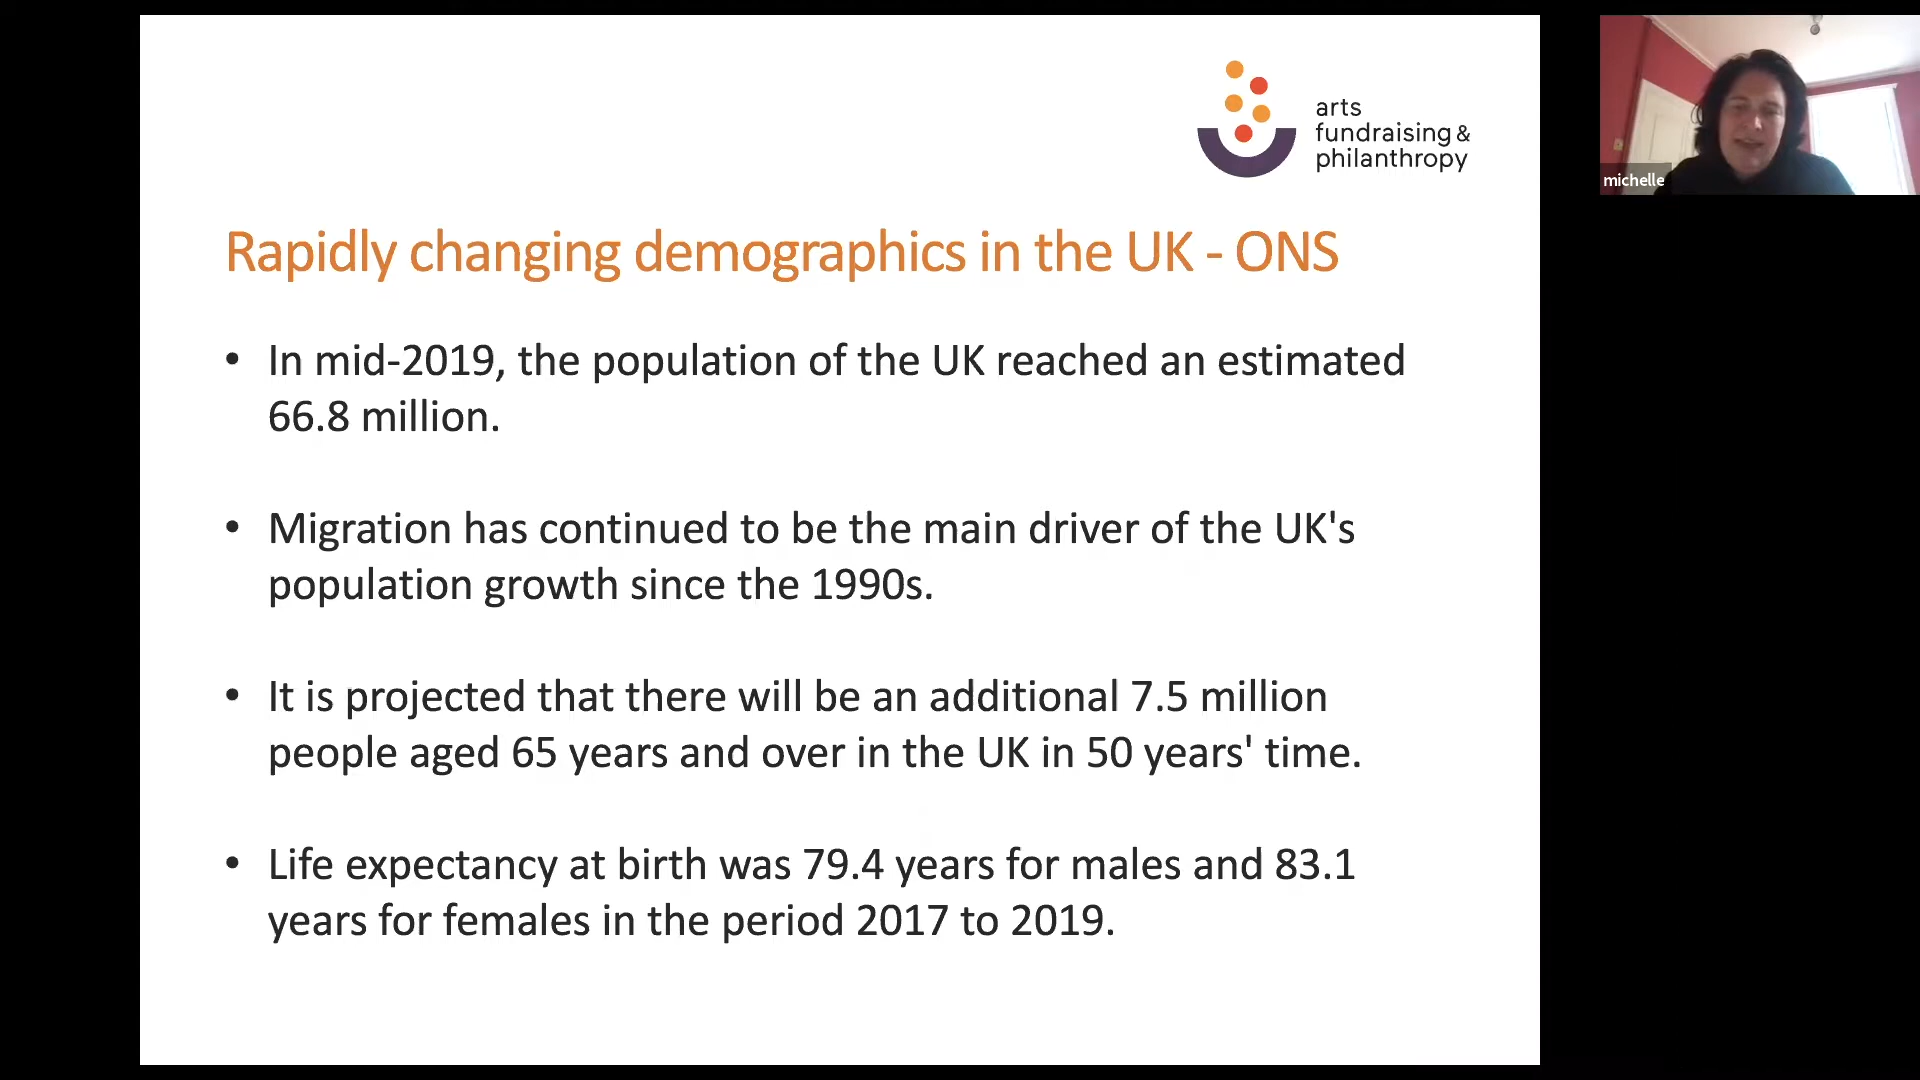 arts
fundraising &
philanthropy
michelle
Rapidly changing demographics in the UK - ONS
• In mid-2019, the population of the UK reached an estimated
66.8 million.
• Migration has continued to be the main driver of the UK's
population growth since the 1990s.
• It is projected that there will be an additional 7.5 million
people aged 65 years and over in the UK in 50 years' time.
• Life expectancy at birth was 79.4 years for males and 83.1
years for females in the period 2017 to 2019.